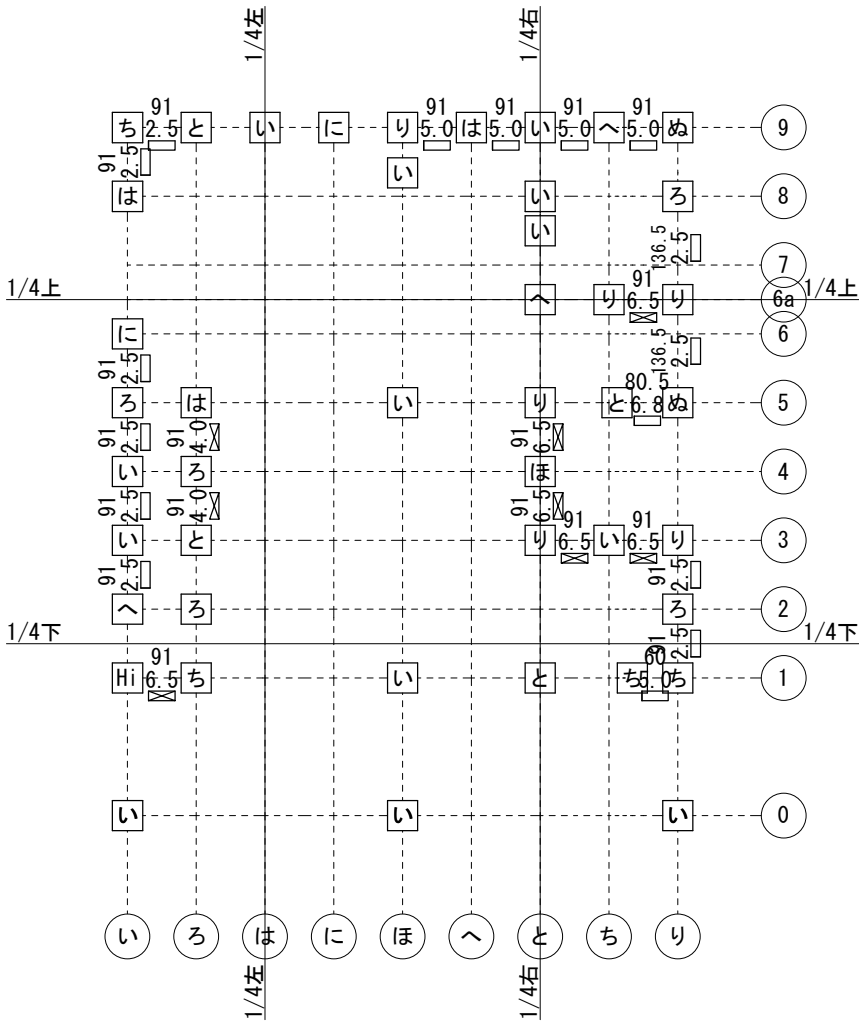 1/4左 1/4右
91 91 91 91 91
ち 2.5 と い に り 5.0 は 5.0 い 5.0 へ 5.0 ぬ 9
91 2.5 い
は い ろ 8
い
136.5 2.5 7
91
1/4上 へ り 6.5 り 6a 1/4上
に 6
91 2.5 136.5 2.5
80.5
ろ は い り と 6.8 ぬ 5
91 2.5 91 4.0 91 6.5
い ろ ほ 4
91 2.5 91 4.0 91 6.5
91 91
い と り 6.5 い 6.5 り 3
91 2.5 91 2.5
へ ろ ろ 2
1/4下 1/4下
91 2.5
91 60
Hi 6.5 ち い と ち 5.0 ち 1
い い い 0
い ろ は に ほ へ と ち り
1/4左 1/4右